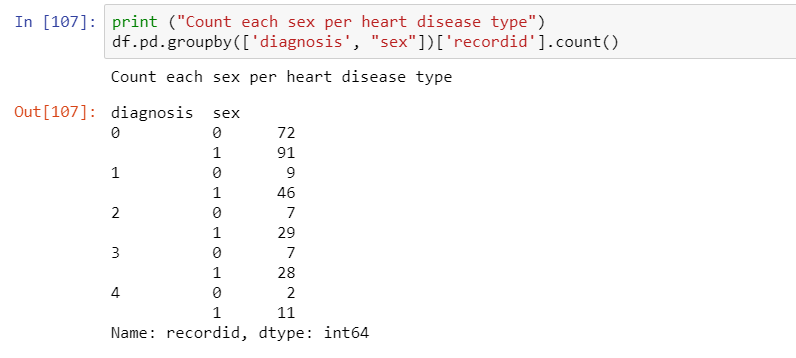 In [107]: print ("Count each sex per heart disease type")
df.pd.groupby(['diagnosis', "sex"])['recordid'].count()
Count each sex per heart disease type
Out[107]: diagnosis  sex
0          0      72
           1      91
1          0       9
           1      46
2          0       7
           1      29
3          0       7
           1      28
4          0       2
           1      11
Name: recordid, dtype: int64